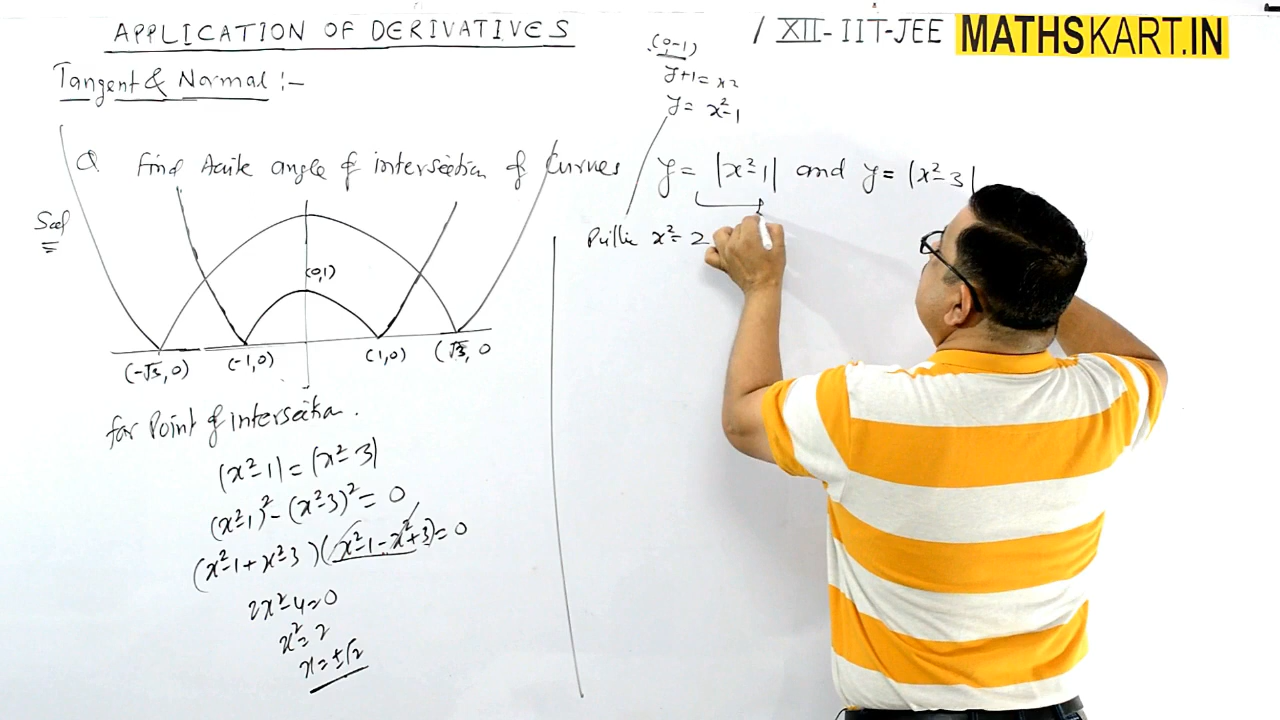 APPLICATION OF DERIVATIVES
/ XII- IIT-JEE MATHSKART.IN
Tangent & Normal :-
(0,-1)
y+1 = x²
y = x²-1
Q Find Acute angle of intersection of Curves y = |x²-1| and y = |x²-3|
Sol
Put in x² = 2
(0,1)
(-√3, 0) (-1,0) (1,0) (√3, 0
for Point of intersection.
|x²-1| = |x²-3|
(x²-1)² - (x²-3)² = 0
(x²-1+x²-3)(x²-1-x²+3) = 0
2x²-4=0
x²=2
x=±√2